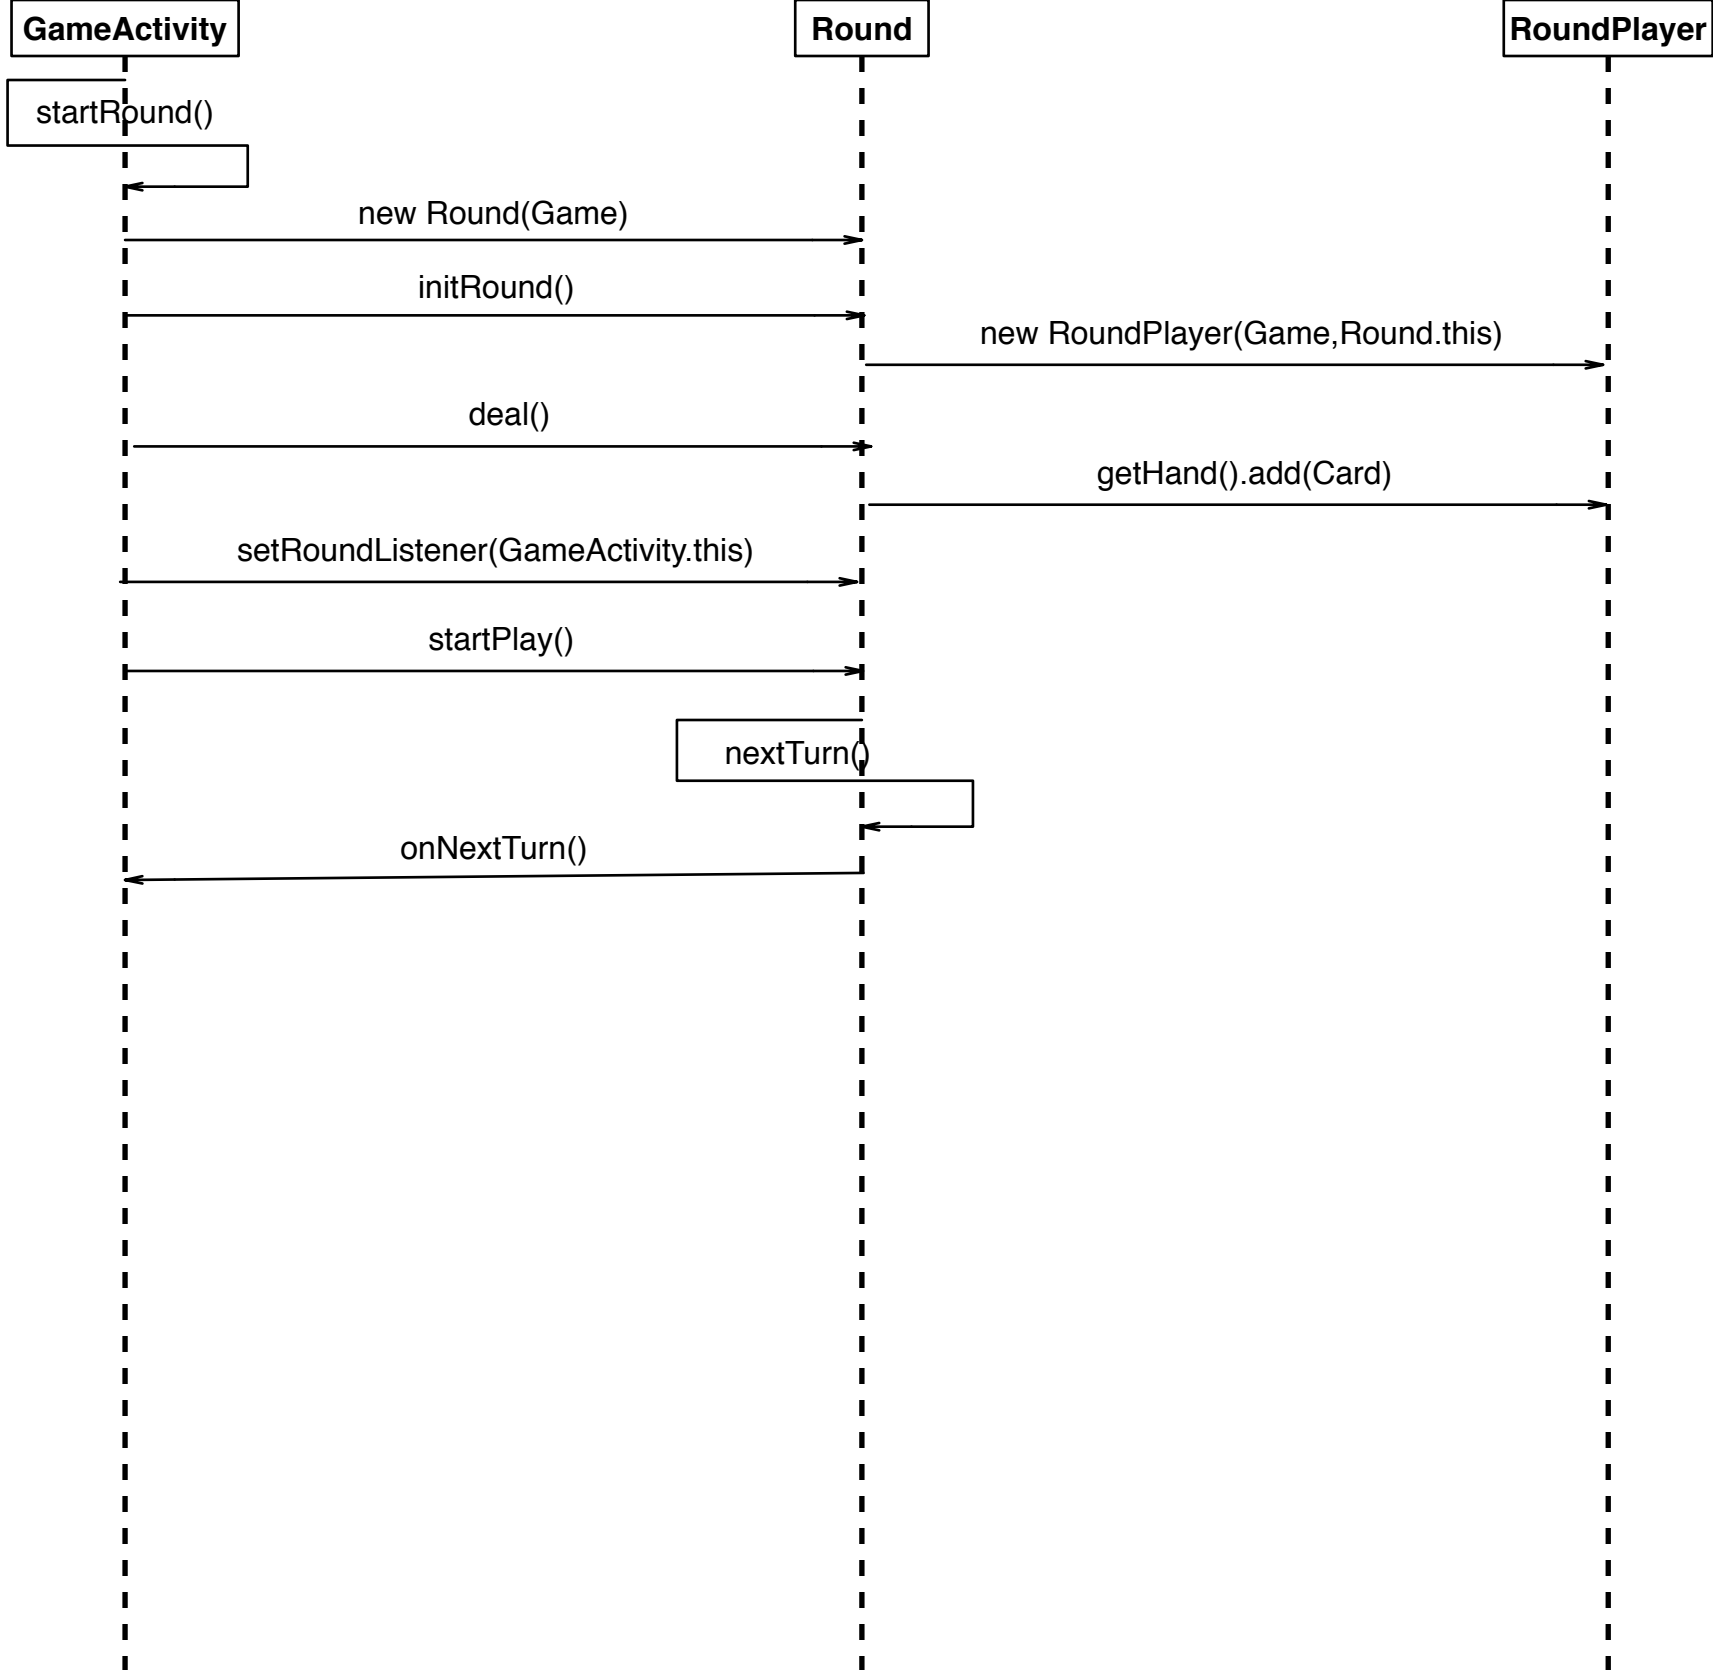 GameActivity
Round
RoundPlayer
startRound()
new Round(Game)
initRound()
new RoundPlayer(Game,Round.this)
deal()
getHand().add(Card)
setRoundListener(GameActivity.this)
startPlay()
nextTurn()
onNextTurn()